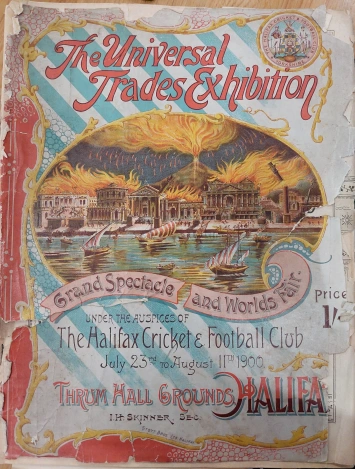 The Universal
Trades Exhibition
Grand Spectacle and Worlds Fair.
Price
1/-
UNDER THE AUSPICES OF
The Halifax Cricket & Football Club
July 23rd to August 11th 1900.
THRUM HALL GROUNDS, HALIFA
I.H. SKINNER SEC.